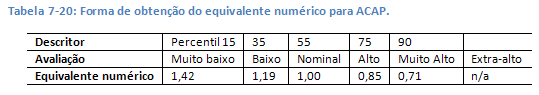 Tabela 7-20: Forma de obtenção do equivalente numérico para ACAP.
Descritor Percentil 15 35 55 75 90
Avaliação Muito baixo Baixo Nominal Alto Muito Alto Extra-alto
Equivalente numérico 1,42 1,19 1,00 0,85 0,71 n/a